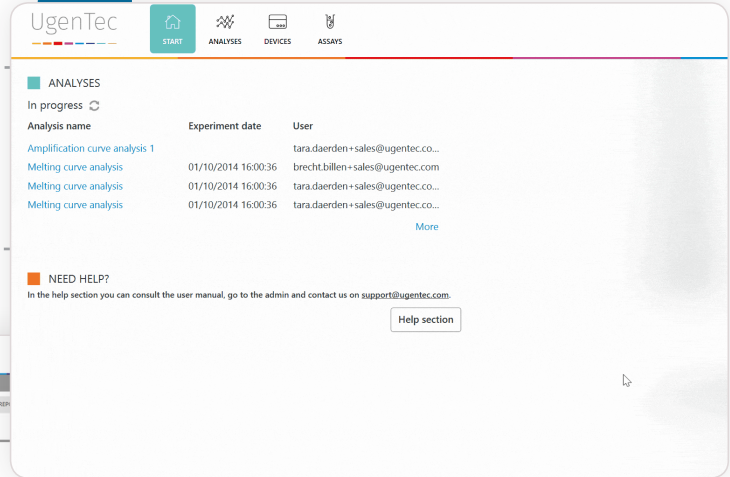 UgenTec
START ANALYSES DEVICES ASSAYS
ANALYSES
In progress
Analysis name Experiment date User
Amplification curve analysis 1 tara.daerden+sales@ugentec.co...
Melting curve analysis 01/10/2014 16:00:36 brecht.billen+sales@ugentec.com
Melting curve analysis 01/10/2014 16:00:36 tara.daerden+sales@ugentec.co...
Melting curve analysis 01/10/2014 16:00:36 tara.daerden+sales@ugentec.co...
More
NEED HELP?
In the help section you can consult the user manual, go to the admin and contact us on support@ugentec.com.
Help section